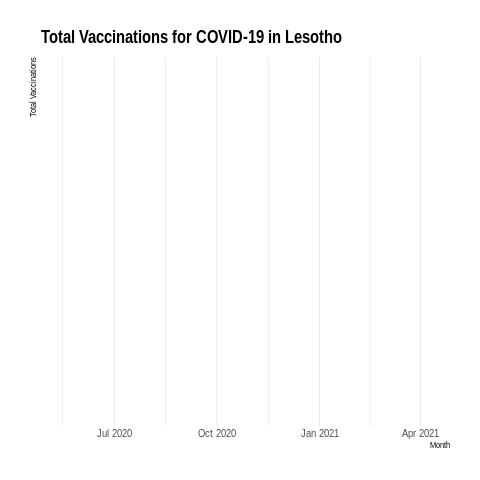 Total Vaccinations for COVID-19 in Lesotho
Total Vaccinations
Jul 2020
Oct 2020
Jan 2021
Apr 2021
Month